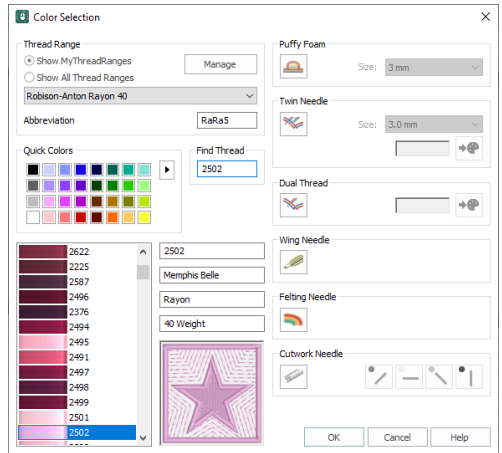 Color Selection
Thread Range
Show MyThreadRanges
Manage
Show All Thread Ranges
Robison-Anton Rayon 40
Abbreviation
RaRa5
Quick Colors
Find Thread
2502
2622
2225
2587
2496
2376
2494
2495
2491
2497
2498
2499
2501
2502
2502
Memphis Belle
Rayon
40 Weight
Puffy Foam
Size:
3 mm
Twin Needle
Size:
3.0 mm
Dual Thread
Wing Needle
Felting Needle
Cutwork Needle
OK
Cancel
Help